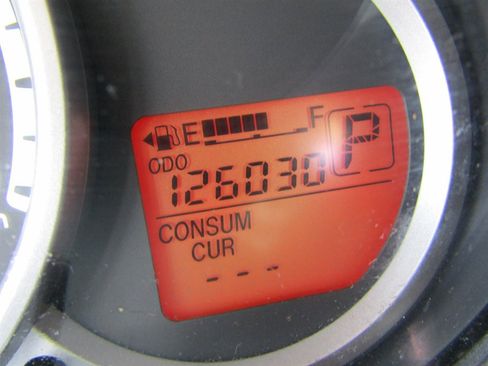 E F
P
ODO
126030
CONSUM
CUR
---